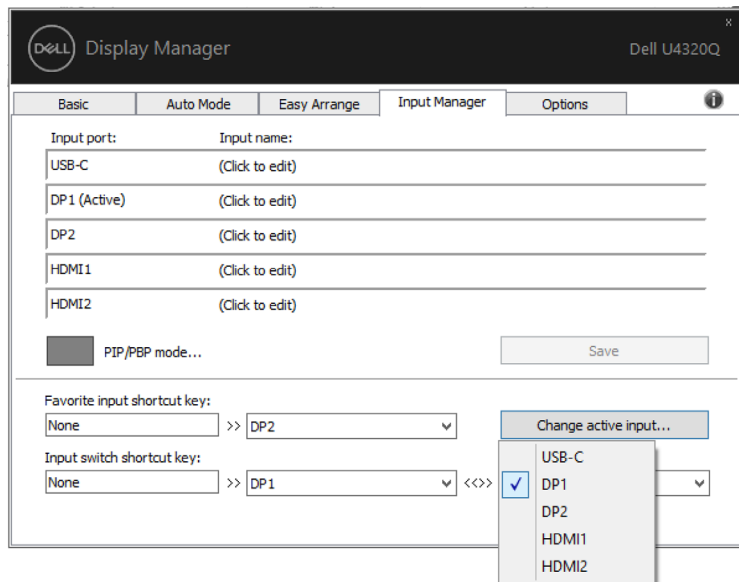 x
DELL Display Manager
Dell U4320Q
Basic Auto Mode Easy Arrange Input Manager Options i
Input port: Input name:
USB-C (Click to edit)
DP1 (Active) (Click to edit)
DP2 (Click to edit)
HDMI1 (Click to edit)
HDMI2 (Click to edit)
PIP/PBP mode... Save
Favorite input shortcut key:
None >> DP2 Change active input...
Input switch shortcut key:
None >> DP1 <<>>
USB-C
DP1
DP2
HDMI1
HDMI2